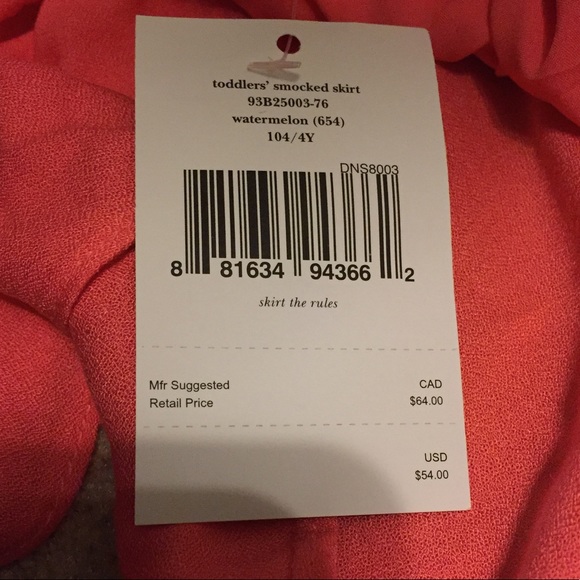 toddlers' smocked skirt
93B25003-76
watermelon (654)
104/4Y
DNS8003
8 81634 94366 2
skirt the rules
Mfr Suggested CAD
Retail Price $64.00
USD
$54.00